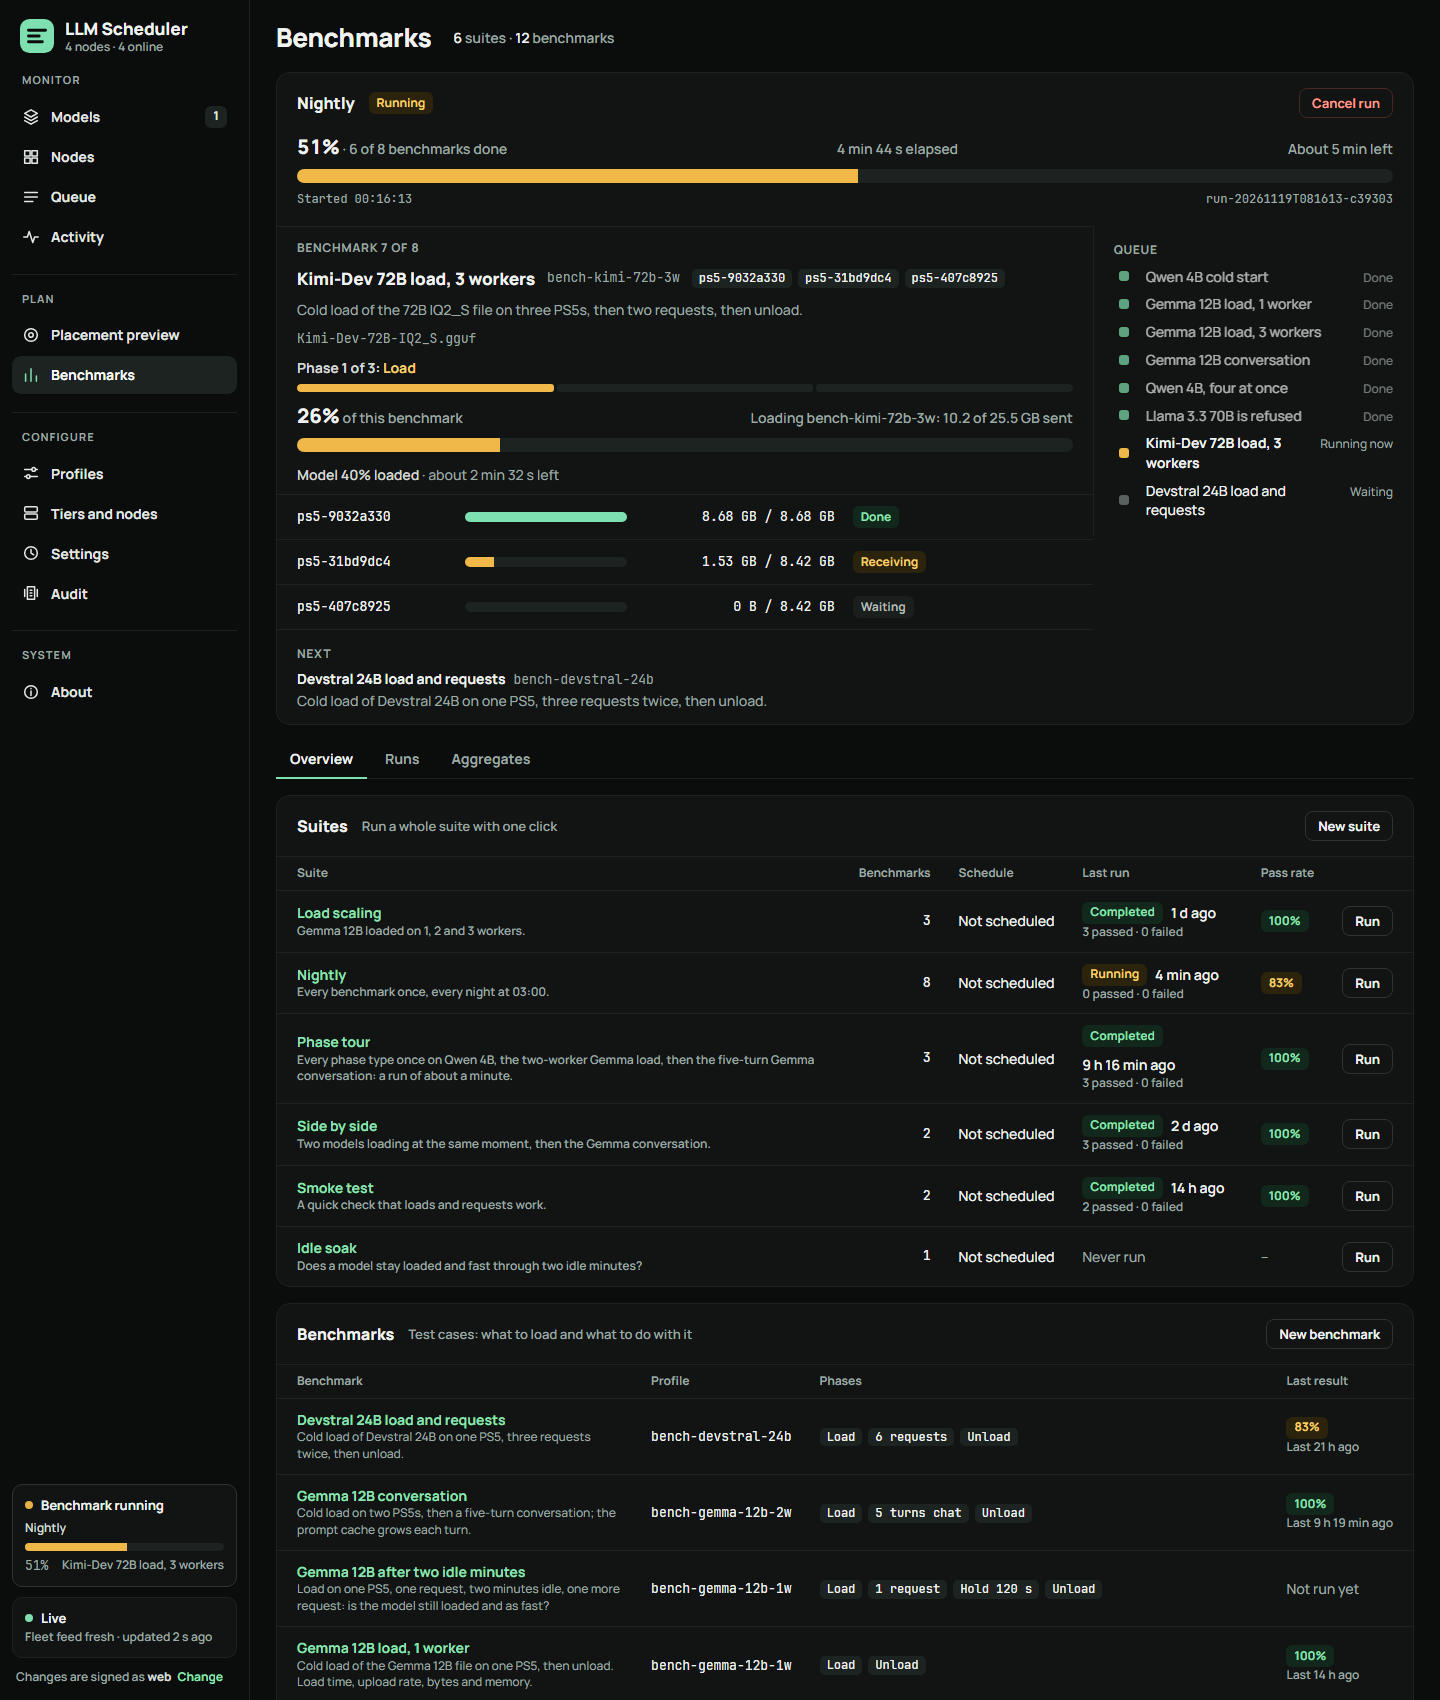 LLM Scheduler
4 nodes · 4 online
MONITOR
Models 1
Nodes
Queue
Activity
PLAN
Placement preview
Benchmarks
CONFIGURE
Profiles
Tiers and nodes
Settings
Audit
SYSTEM
About
Benchmark running
Nightly
51% Kimi-Dev 72B load, 3 workers
Live
Fleet feed fresh · updated 2 s ago
Changes are signed as web Change
Benchmarks 6 suites · 12 benchmarks
Nightly Running Cancel run
51% · 6 of 8 benchmarks done 4 min 44 s elapsed About 5 min left
Started 00:16:13 run-20261119T081613-c39303
BENCHMARK 7 OF 8
Kimi-Dev 72B load, 3 workers bench-kimi-72b-3w ps5-9032a330 ps5-31bd9dc4 ps5-407c8925
Cold load of the 72B IQ2_S file on three PS5s, then two requests, then unload.
Kimi-Dev-72B-IQ2_S.gguf
Phase 1 of 3: Load
26% of this benchmark Loading bench-kimi-72b-3w: 10.2 of 25.5 GB sent
Model 40% loaded · about 2 min 32 s left
ps5-9032a330 8.68 GB / 8.68 GB Done
ps5-31bd9dc4 1.53 GB / 8.42 GB Receiving
ps5-407c8925 0 B / 8.42 GB Waiting
NEXT
Devstral 24B load and requests bench-devstral-24b
Cold load of Devstral 24B on one PS5, three requests twice, then unload.
QUEUE
Qwen 4B cold start Done
Gemma 12B load, 1 worker Done
Gemma 12B load, 3 workers Done
Gemma 12B conversation Done
Qwen 4B, four at once Done
Llama 3.3 70B is refused Done
Kimi-Dev 72B load, 3 Running now
workers
Devstral 24B load and Waiting
requests
Overview Runs Aggregates
Suites Run a whole suite with one click New suite
Suite Benchmarks Schedule Last run Pass rate
Load scaling 3 Not scheduled Completed 1 d ago 100% Run
Gemma 12B loaded on 1, 2 and 3 workers. 3 passed · 0 failed
Nightly 8 Not scheduled Running 4 min ago 83% Run
Every benchmark once, every night at 03:00. 0 passed · 0 failed
Phase tour 3 Not scheduled Completed 100% Run
Every phase type once on Qwen 4B, the two-worker Gemma load, then the five-turn Gemma 9 h 16 min ago
conversation: a run of about a minute. 3 passed · 0 failed
Side by side 2 Not scheduled Completed 2 d ago 100% Run
Two models loading at the same moment, then the Gemma conversation. 3 passed · 0 failed
Smoke test 2 Not scheduled Completed 14 h ago 100% Run
A quick check that loads and requests work. 2 passed · 0 failed
Idle soak 1 Not scheduled Never run – Run
Does a model stay loaded and fast through two idle minutes?
Benchmarks Test cases: what to load and what to do with it New benchmark
Benchmark Profile Phases Last result
Devstral 24B load and requests bench-devstral-24b Load 6 requests Unload 83%
Cold load of Devstral 24B on one PS5, three requests Last 21 h ago
twice, then unload.
Gemma 12B conversation bench-gemma-12b-2w Load 5 turns chat Unload 100%
Cold load on two PS5s, then a five-turn conversation; the Last 9 h 19 min ago
prompt cache grows each turn.
Gemma 12B after two idle minutes bench-gemma-12b-1w Load 1 request Hold 120 s Unload Not run yet
Load on one PS5, one request, two minutes idle, one more
request: is the model still loaded and as fast?
Gemma 12B load, 1 worker bench-gemma-12b-1w Load Unload 100%
Cold load of the Gemma 12B file on one PS5, then unload. Last 14 h ago
Load time, upload rate, bytes and memory.